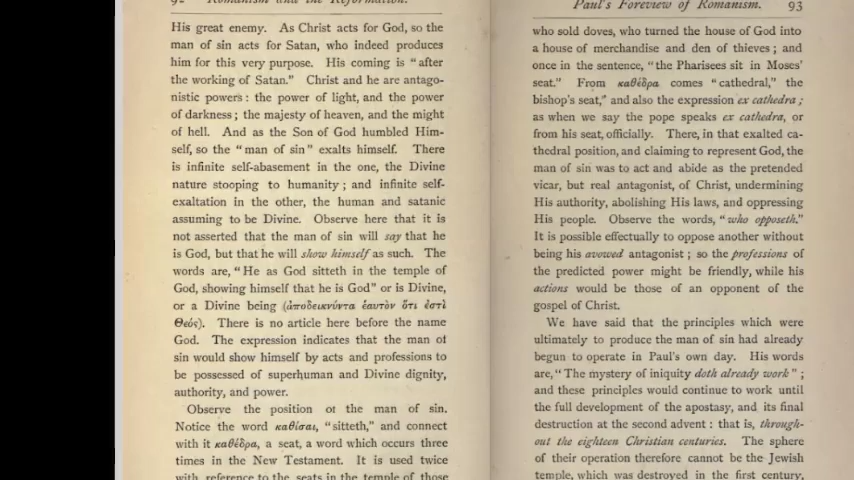 92 Romanism and the Reformation.
His great enemy. As Christ acts for God, so the
man of sin acts for Satan, who indeed produces
him for this very purpose. His coming is “after
the working of Satan.” Christ and he are antago-
nistic powers: the power of light, and the power
of darkness; the majesty of heaven, and the might
of hell. And as the Son of God humbled Him-
self, so the “man of sin” exalts himself. There
is infinite self-abasement in the one, the Divine
nature stooping to humanity; and infinite self-
exaltation in the other, the human and satanic
assuming to be Divine. Observe here that it is
not asserted that the man of sin will say that he
is God, but that he will show himself as such. The
words are, “He as God sitteth in the temple of
God, showing himself that he is God” or is Divine,
or a Divine being (ἀποδεικνύντα ἑαυτὸν ὅτι ἐστὶ
Θεός). There is no article here before the name
God. The expression indicates that the man of
sin would show himself by acts and professions to
be possessed of superhuman and Divine dignity,
authority, and power.
Observe the position of the man of sin.
Notice the word καθίσαι, “sitteth,” and connect
with it καθέδρα, a seat, a word which occurs three
times in the New Testament. It is used twice
with reference to the seats in the temple of those
Paul's Foreview of Romanism. 93
who sold doves, who turned the house of God into
a house of merchandise and den of thieves; and
once in the sentence, “the Pharisees sit in Moses’
seat.” From καθέδρα comes “cathedral,” the
bishop's seat,” and also the expression ex cathedra;
as when we say the pope speaks ex cathedra, or
from his seat, officially. There, in that exalted ca-
thedral position, and claiming to represent God, the
man of sin was to act and abide as the pretended
vicar, but real antagonist, of Christ, undermining
His authority, abolishing His laws, and oppressing
His people. Observe the words, “who opposeth.”
It is possible effectually to oppose another without
being his avowed antagonist; so the professions of
the predicted power might be friendly, while his
actions would be those of an opponent of the
gospel of Christ.
We have said that the principles which were
ultimately to produce the man of sin had already
begun to operate in Paul's own day. His words
are, “The mystery of iniquity doth already work”;
and these principles would continue to work until
the full development of the apostasy, and its final
destruction at the second advent: that is, through-
out the eighteen Christian centuries. The sphere
of their operation therefore cannot be the Jewish
temple, which was destroyed in the first century,